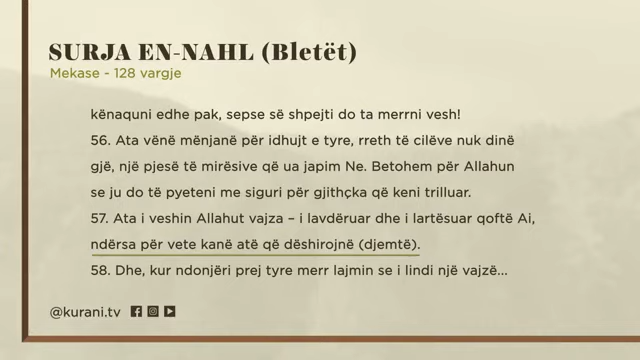 SURJA EN-NAHL (Bletët)
Mekase - 128 vargje
kënaquni edhe pak, sepse së shpejti do ta merrni vesh!
56. Ata vënë mënjanë për idhujt e tyre, rreth të cilëve nuk dinë
gjë, një pjesë të mirësive që ua japim Ne. Betohem për Allahun
se ju do të pyeteni me siguri për gjithçka që keni trilluar.
57. Ata i veshin Allahut vajza – i lavdëruar dhe i lartësuar qoftë Ai,
ndërsa për vete kanë atë që dëshirojnë (djemtë).
58. Dhe, kur ndonjëri prej tyre merr lajmin se i lindi një vajzë...
@kurani.tv